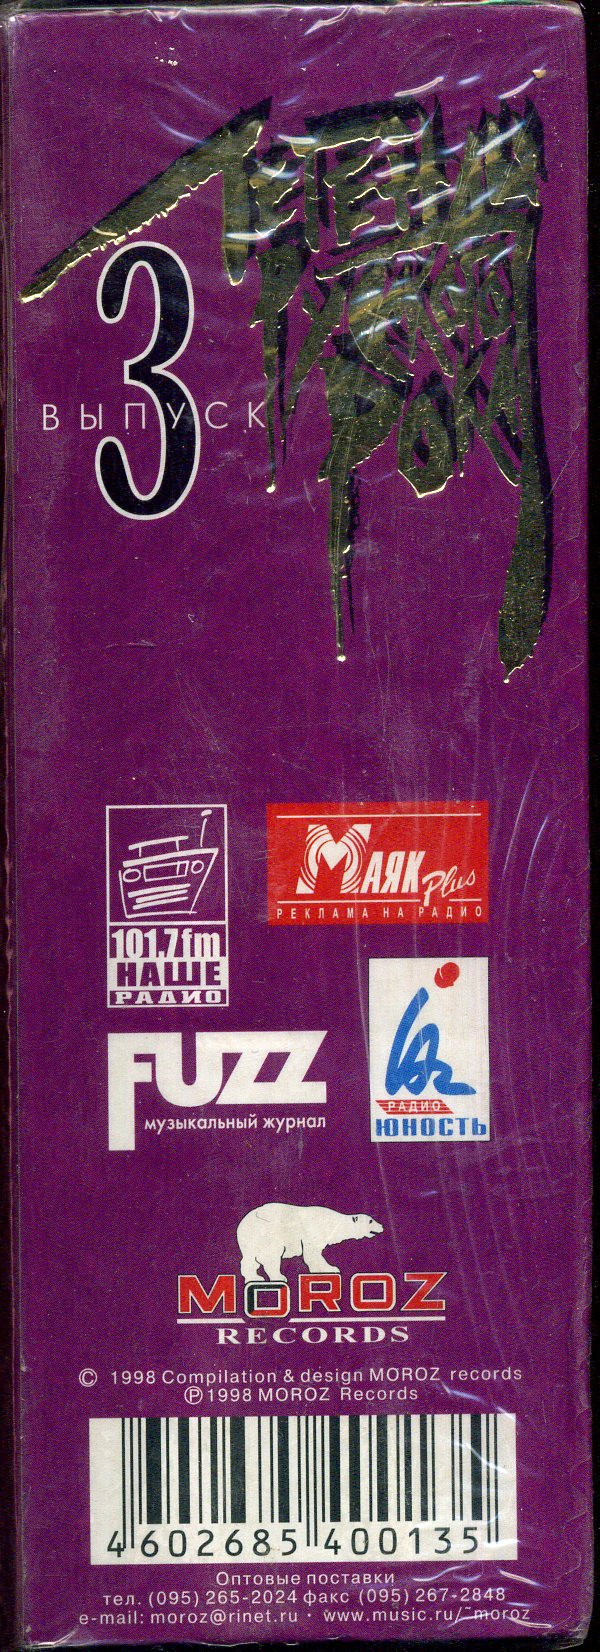 ЛЕГЕНДЫ
РУССКОГО
РОКА
3
ВЫПУСК
МАЯК Plus
РЕКЛАМА НА РАДИО
101.7fm
НАШЕ
РАДИО
FUZZ
музыкальный журнал
РАДИО
ЮНОСТЬ
MOROZ
RECORDS
© 1998 Compilation & design MOROZ records
℗ 1998 MOROZ Records
4 602685 400135
Оптовые поставки
тел. (095) 265-2024 факс (095) 267-2848
e-mail: moroz@rinet.ru · www.music.ru/~moroz